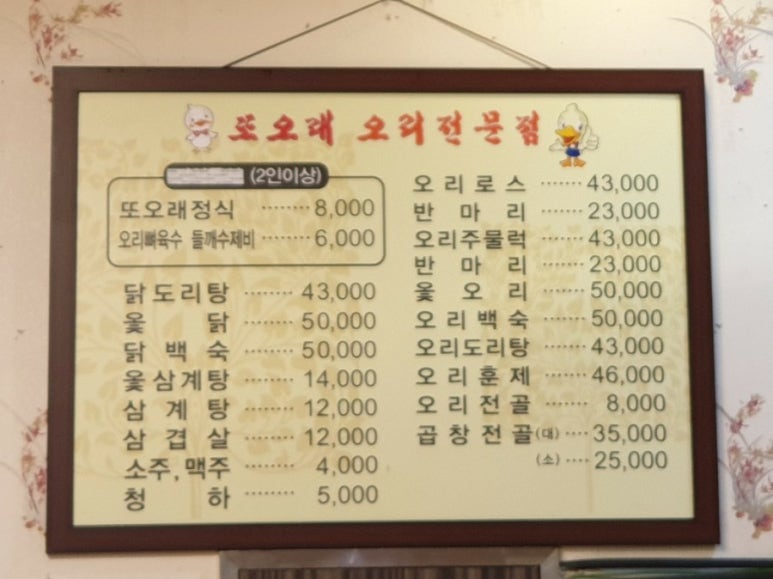 또오래 오리전문점
(2인이상)
또오래정식 ········ 8,000
오리뼈육수 들깨수제비 ········ 6,000
닭도리탕 ········ 43,000
옻 닭 ········ 50,000
닭 백 숙 ········ 50,000
옻삼계탕 ········ 14,000
삼 계 탕 ········ 12,000
삼 겹 살 ········ 12,000
소주, 맥주 ········ 4,000
청 하 ········ 5,000
오 리 로 스 ······· 43,000
반 마 리 ······· 23,000
오리주물럭 ······· 43,000
반 마 리 ······· 23,000
옻 오 리 ······· 50,000
오 리 백 숙 ······· 50,000
오리도리탕 ······· 43,000
오 리 훈 제 ······· 46,000
오 리 전 골 ······· 8,000
곱 창 전 골 (대) ···· 35,000
(소) ···· 25,000